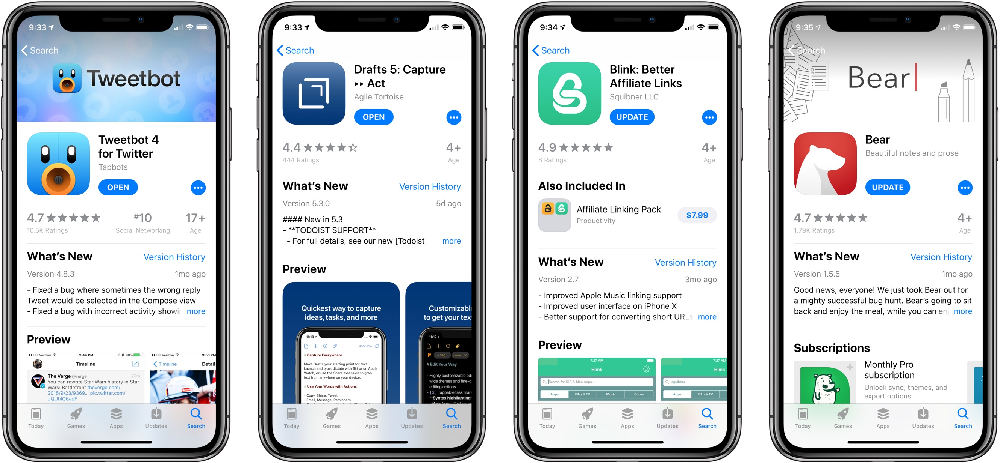 9:33
Search
Tweetbot
Tweetbot 4
for Twitter
Tapbots
OPEN
4.7
10.5K Ratings
#10
Social Networking
17+
Age
What's New
Version History
Version 4.8.3
1mo ago
- Fixed a bug where sometimes the wrong reply
Tweet would be selected in the Compose view
- Fixed a bug with incorrect activity showin more
Preview
Verizon
9:44 PM
98%
Timeline
The Verge @verge
29m
You can rewrite Star Wars history in Star
Wars: Battlefront theverge.com/
2015/9/23/9369... pic.twitter.com/
qQUhIQ6apF
Verizon
9:50 PM
Timeline
Detail
Today
Games
Apps
Updates
Search
9:33
Search
Drafts 5: Capture
▸▸ Act
Agile Tortoise
OPEN
4.4
444 Ratings
4+
Age
What's New
Version History
Version 5.3.0
5d ago
#### New in 5.3
- **TODOIST SUPPORT**
- For full details, see our new [Todoist more
Preview
Quickest way to capture
ideas, tasks, and more
11:18
455c71w
# Capture Everywhere
Make Drafts your starting point for text.
Launch and type, dictate with Siri or on Apple
Watch, or use the Share extension to grab
text from anywhere on your device.
# Use Your Words with Actions
- Copy, Share, Tweet
- Email, Message, Reminders
Customizabl
to get your tex
11:12
+ tag
project ×
# Edit Your Way
- Highly customizable edi
wide themes and fine-g
editing options
- [x] Tappable task mark
- **Syntax highlighting*
Today
Games
Apps
Updates
Search
9:34
Search
Blink: Better
Affiliate Links
Squibner LLC
UPDATE
4.9
8 Ratings
4+
Age
Also Included In
Affiliate Linking Pack
Productivity
$7.99
What's New
Version History
Version 2.7
3mo ago
- Improved Apple Music linking support
- Improved user interface on iPhone X
- Better support for converting short URLs more
Preview
7:27 AM
Blink
Search for iOS & Mac Apps...
Apps
Film & TV
Music
Books
7:27 AM
Blink
squibner
Apps
Film & TV
Today
Games
Apps
Updates
Search
9:35
Search
Bear
Bear
Beautiful notes and prose
UPDATE
4.7
1.79K Ratings
4+
Age
What's New
Version History
Version 1.5.5
1mo ago
Good news, everyone! We just took Bear out for
a mighty successful bug hunt. Bear's going to sit
back and enjoy the meal, while you can enj more
Subscriptions
Monthly Pro
subscription
Unlock sync, themes, and
export options.
Today
Games
Apps
Updates
Search